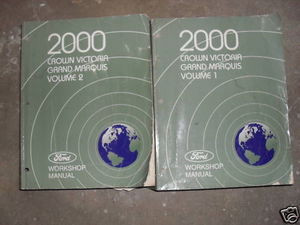 2000
CROWN VICTORIA
GRAND MARQUIS
VOLUME 2
Ford
WORKSHOP
MANUAL
2000
CROWN VICTORIA
GRAND MARQUIS
VOLUME 1
Ford
WORKSHOP
MANUAL